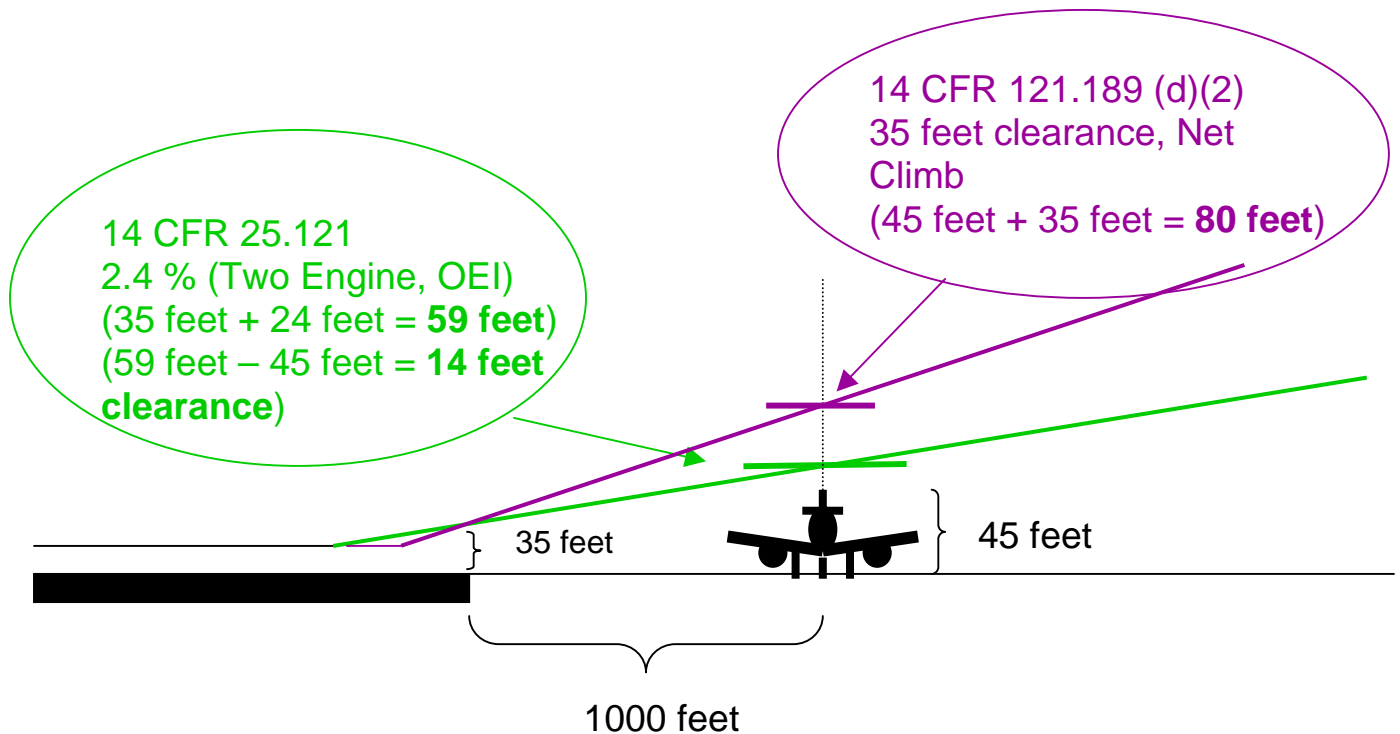 14 CFR 121.189 (d)(2)
35 feet clearance, Net
Climb
(45 feet + 35 feet = 80 feet)
14 CFR 25.121
2.4 % (Two Engine, OEI)
(35 feet + 24 feet = 59 feet)
(59 feet – 45 feet = 14 feet
clearance)
35 feet
45 feet
1000 feet